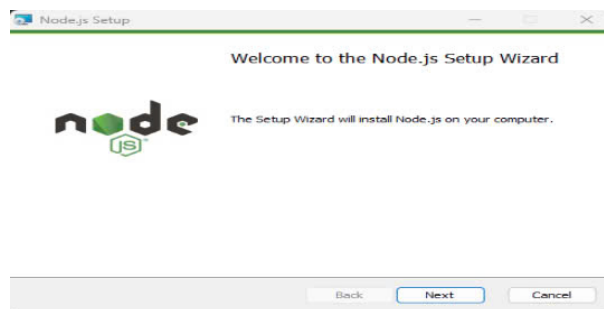 Node.js Setup
Welcome to the Node.js Setup Wizard
node
JS
The Setup Wizard will install Node.js on your computer.
Back Next Cancel